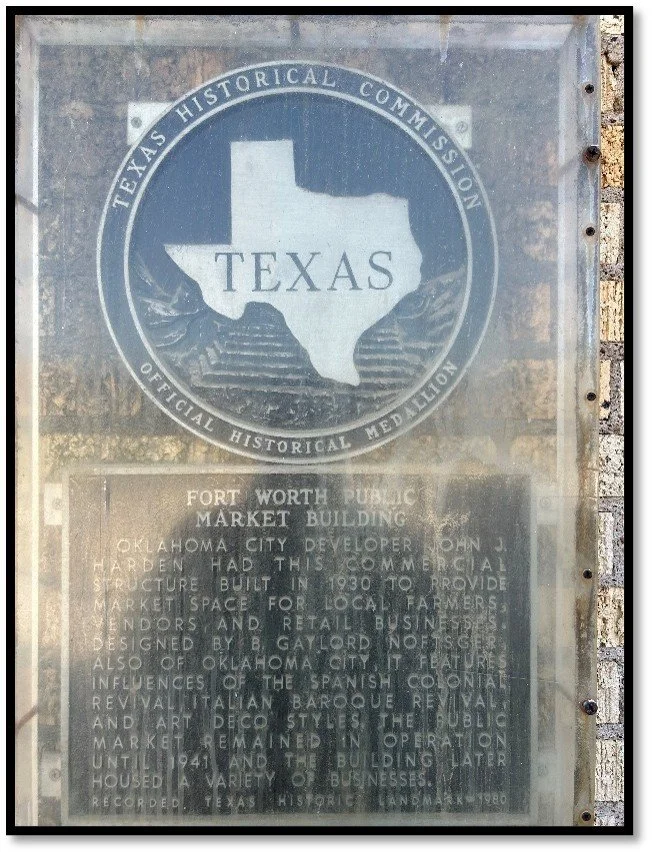 TEXAS HISTORICAL COMMISSION
TEXAS
OFFICIAL HISTORICAL MEDALLION
FORT WORTH PUBLIC
MARKET BUILDING
OKLAHOMA CITY DEVELOPER JOHN J.
HARDEN HAD THIS COMMERCIAL
STRUCTURE BUILT IN 1930 TO PROVIDE
MARKET SPACE FOR LOCAL FARMERS,
VENDORS AND RETAIL BUSINESSES.
DESIGNED BY B. GAYLORD NOFTSGER,
ALSO OF OKLAHOMA CITY, IT FEATURES
INFLUENCES OF THE SPANISH COLONIAL
REVIVAL, ITALIAN BAROQUE REVIVAL,
AND ART DECO STYLES. THE PUBLIC
MARKET REMAINED IN OPERATION
UNTIL 1941 AND THE BUILDING LATER
HOUSED A VARIETY OF BUSINESSES.
RECORDED TEXAS HISTORIC LANDMARK-1980